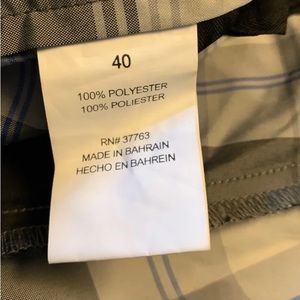 40
100% POLYESTER
100% POLIESTER
RN# 37763
MADE IN BAHRAIN
HECHO EN BAHREIN